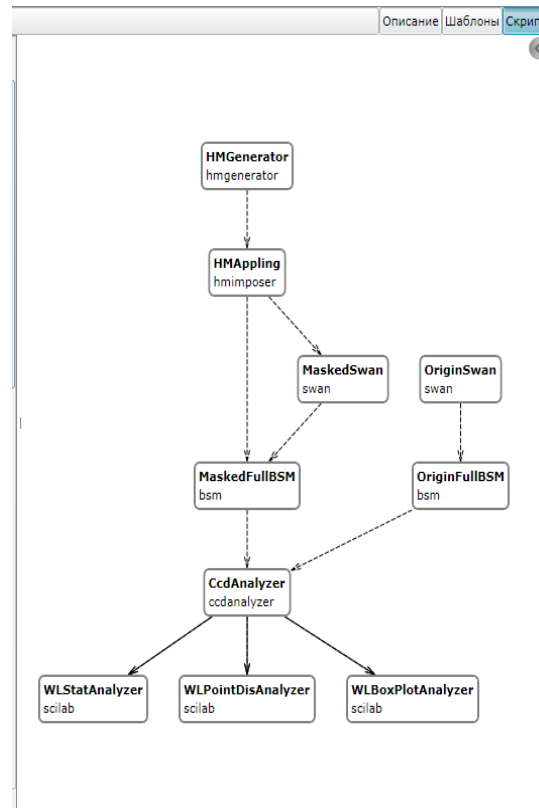 Описание Шаблоны Скрип
HMGenerator
hmgenerator
HMAppling
hmimposer
MaskedSwan
swan
OriginSwan
swan
MaskedFullBSM
bsm
OriginFullBSM
bsm
CcdAnalyzer
ccdanalyzer
WLStatAnalyzer
scilab
WLPointDisAnalyzer
scilab
WLBoxPlotAnalyzer
scilab